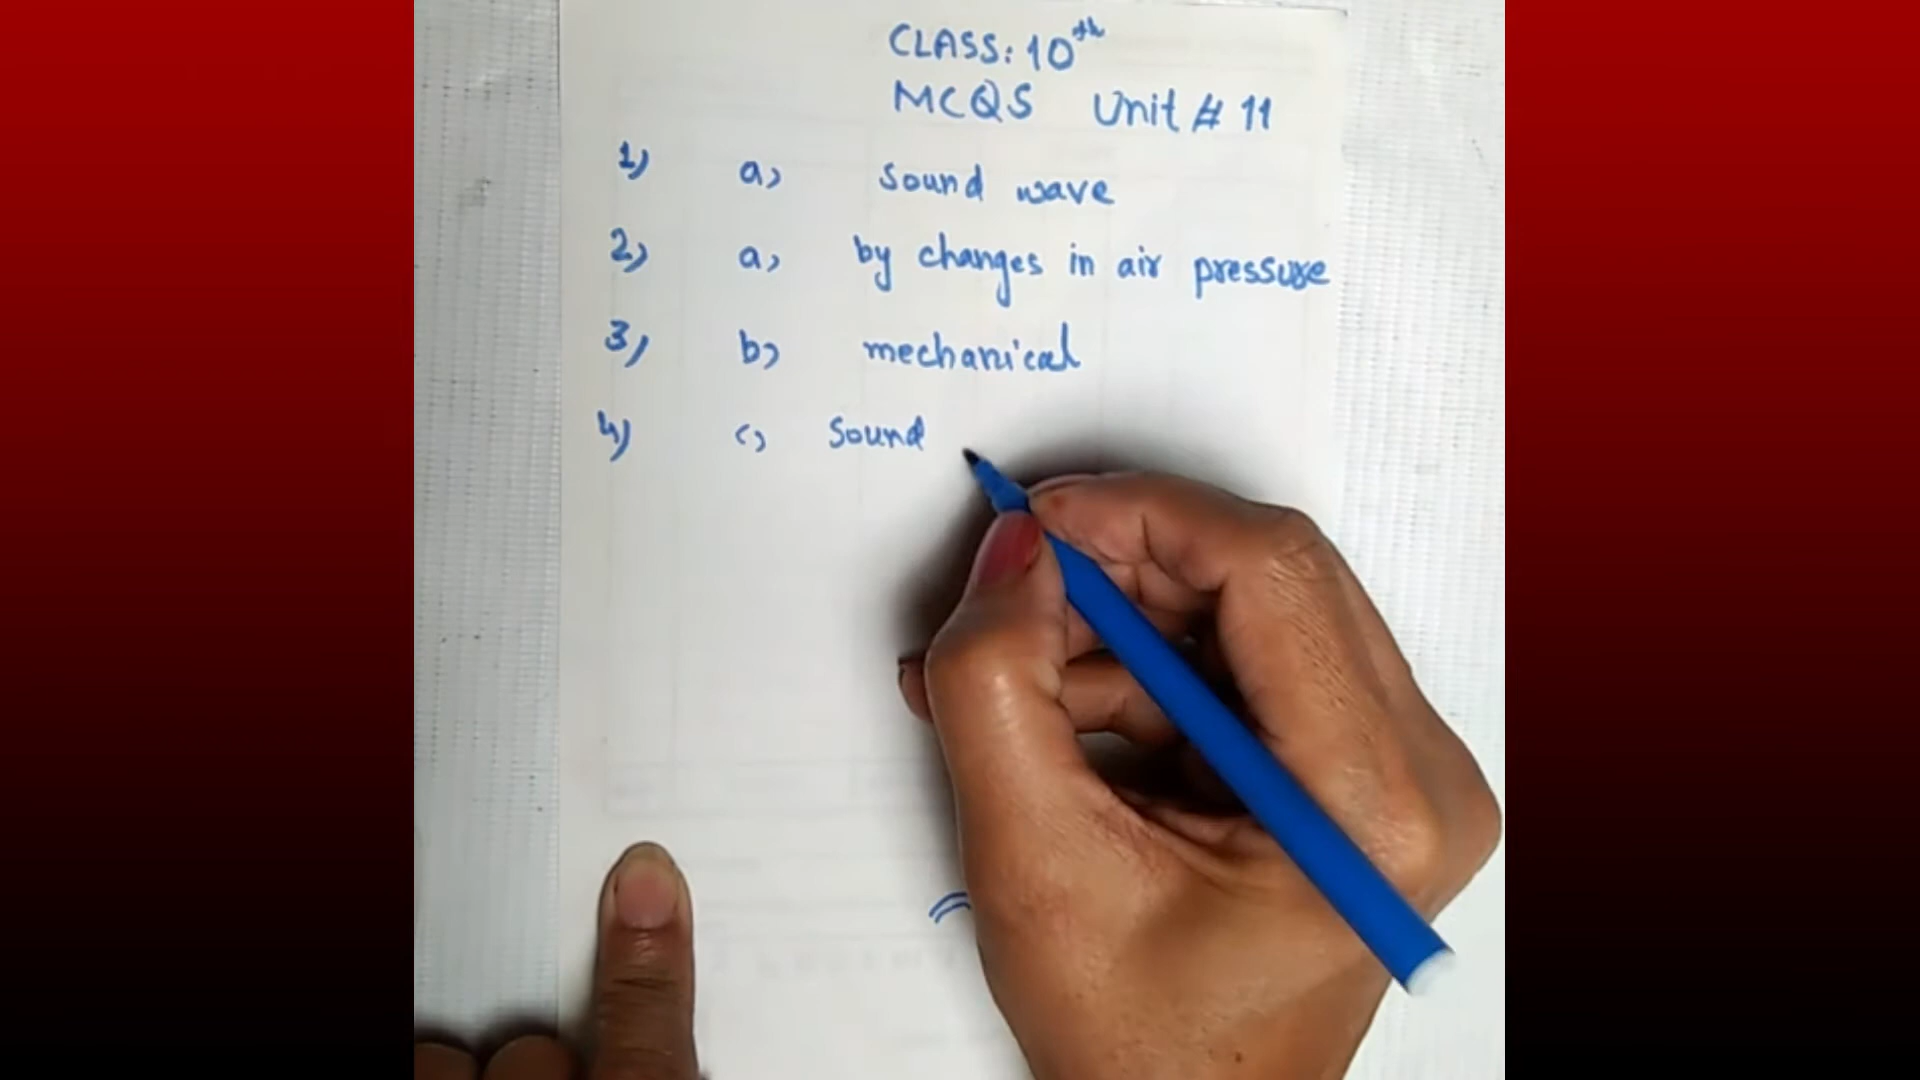 CLASS: 10th
MCQS Unit # 11
1) a) Sound wave
2) a) by changes in air pressure
3) b) mechanical
4) c) Sound